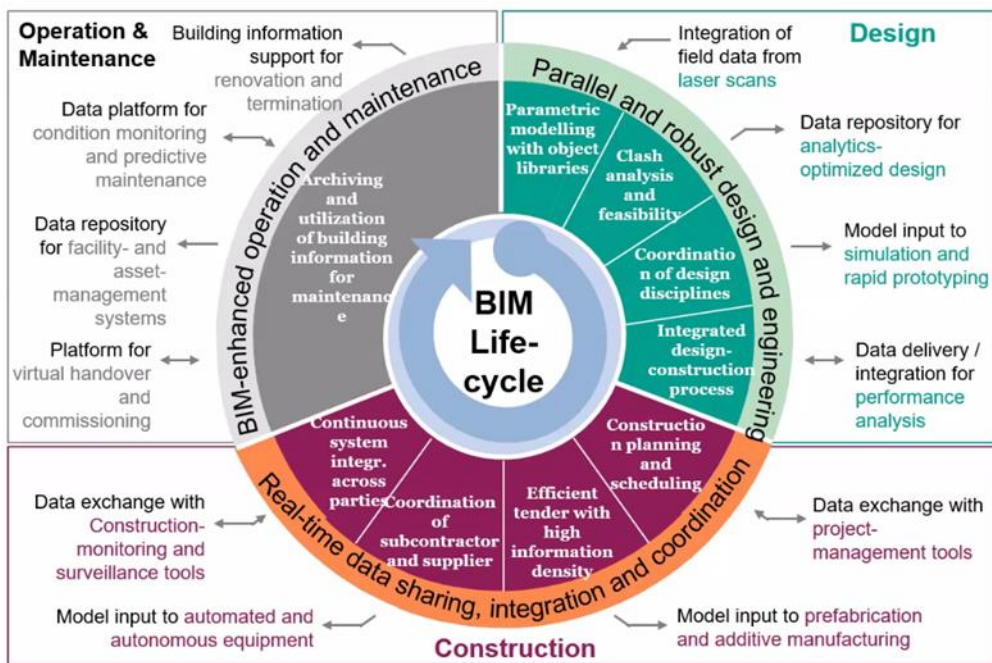 Operation &
Maintenance
Building information
support for
renovation and
termination
Data platform for
condition monitoring
and predictive
maintenance
Data repository
for facility- and
asset-
management
systems
Platform for
virtual handover
and
commissioning
Design
Integration of
field data from
laser scans
Data repository for
analytics-
optimized design
Model input to
simulation and
rapid prototyping
Data delivery /
integration for
performance
analysis
BIM-enhanced operation and maintenance
Parallel and robust design and engineering
Real-time data sharing, integration and coordination
Archiving
and
utilization
of building
information
for
maintenanc
e
Parametric
modelling
with object
libraries
Clash
analysis
and
feasibility
Coordinatio
n of design
disciplines
Integrated
design-
construction
process
BIM
Life-
cycle
Continuous
system
integr.
across
parties
Coordination
of
subcontractor
and supplier
Efficient
tender with
high
information
density
Constructio
n planning
and
scheduling
Data exchange with
Construction-
monitoring and
surveillance tools
Model input to automated and
autonomous equipment
Data exchange with
project-
management tools
Model input to prefabrication
and additive manufacturing
Construction